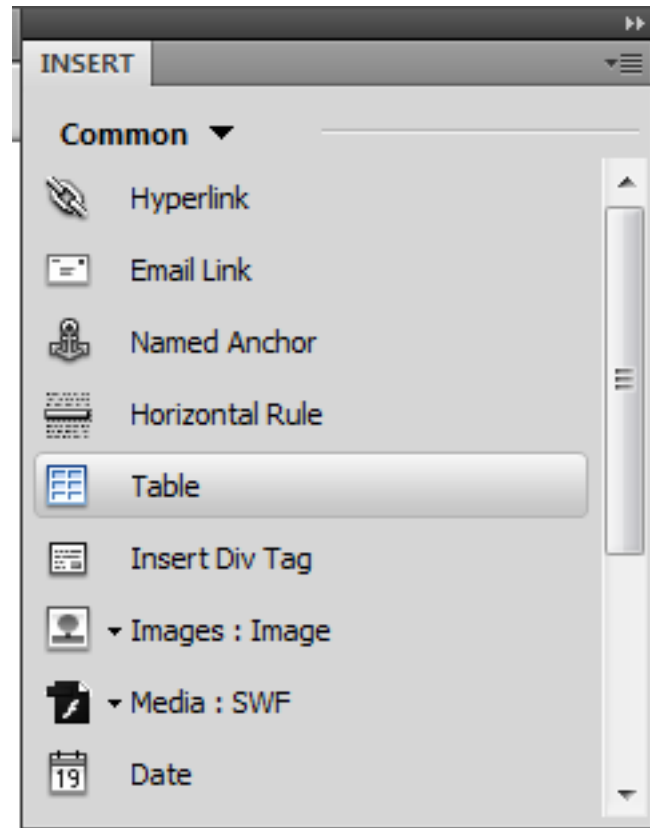 INSERT
Common
Hyperlink
Email Link
Named Anchor
Horizontal Rule
Table
Insert Div Tag
Images : Image
Media : SWF
19 Date